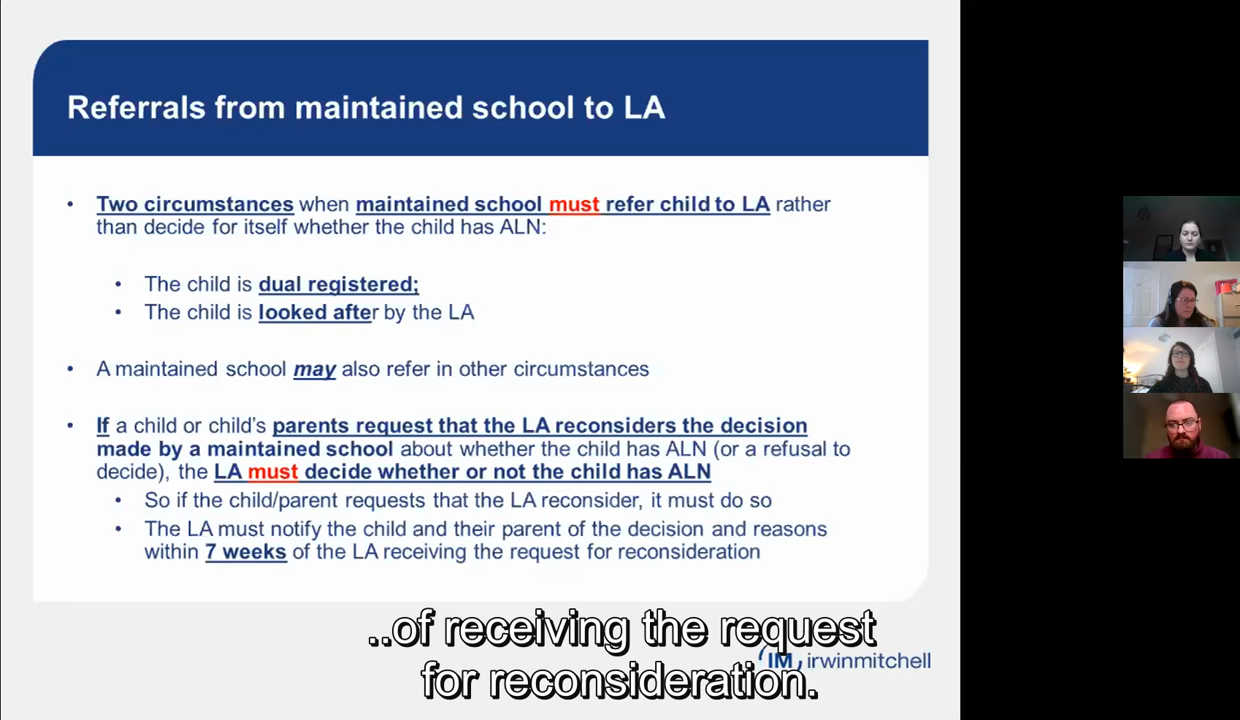 Referrals from maintained school to LA
• Two circumstances when maintained school must refer child to LA rather
than decide for itself whether the child has ALN:
• The child is dual registered;
• The child is looked after by the LA
• A maintained school may also refer in other circumstances
• If a child or child's parents request that the LA reconsiders the decision
made by a maintained school about whether the child has ALN (or a refusal to
decide), the LA must decide whether or not the child has ALN
• So if the child/parent requests that the LA reconsider, it must do so
• The LA must notify the child and their parent of the decision and reasons
within 7 weeks of the LA receiving the request for reconsideration
..of receiving the request
for reconsideration.
IM irwinmitchell